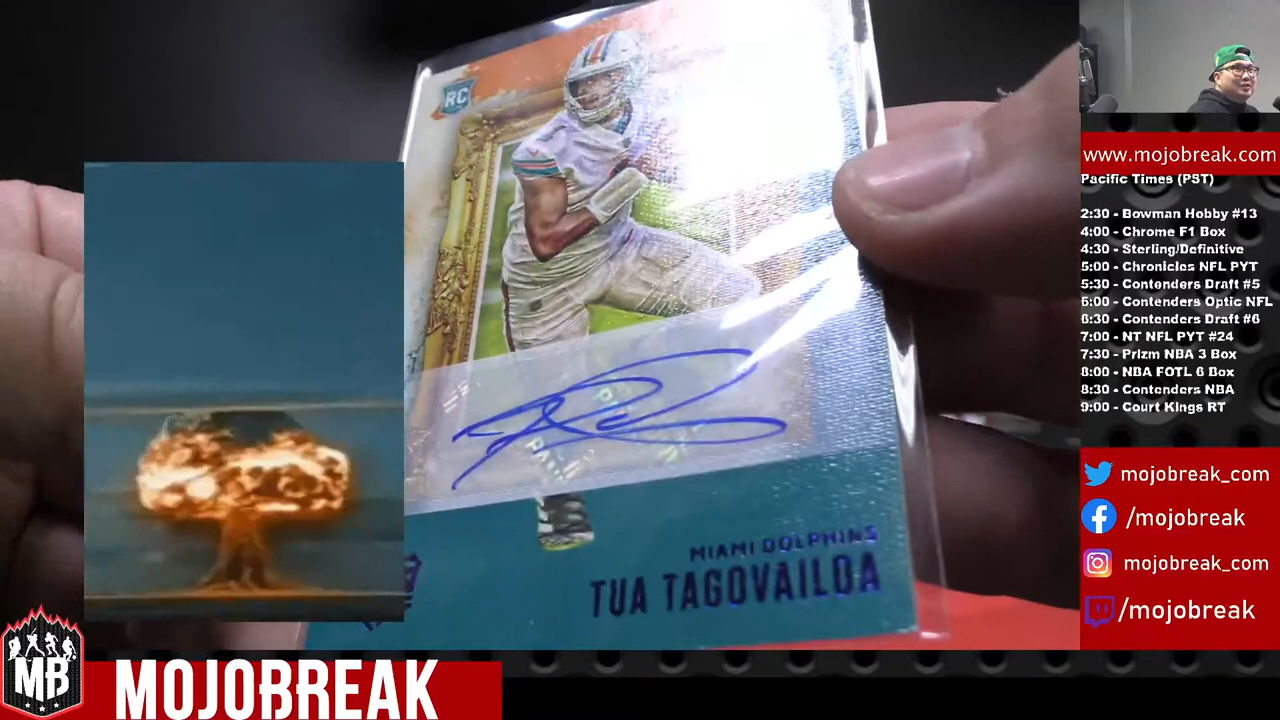 RC
MIAMI DOLPHINS
TUA TAGOVAILOA
www.mojobreak.com
Pacific Times (PST)
2:30 - Bowman Hobby #13
4:00 - Chrome F1 Box
4:30 - Sterling/Definitive
5:00 - Chronicles NFL PYT
5:30 - Contenders Draft #5
6:00 - Contenders Optic NFL
6:30 - Contenders Draft #6
7:00 - NT NFL PYT #24
7:30 - Prizm NBA 3 Box
8:00 - NBA FOTL 6 Box
8:30 - Contenders NBA
9:00 - Court Kings RT
mojobreak_com
/mojobreak
mojobreak_com
/mojobreak
MB
MOJOBREAK